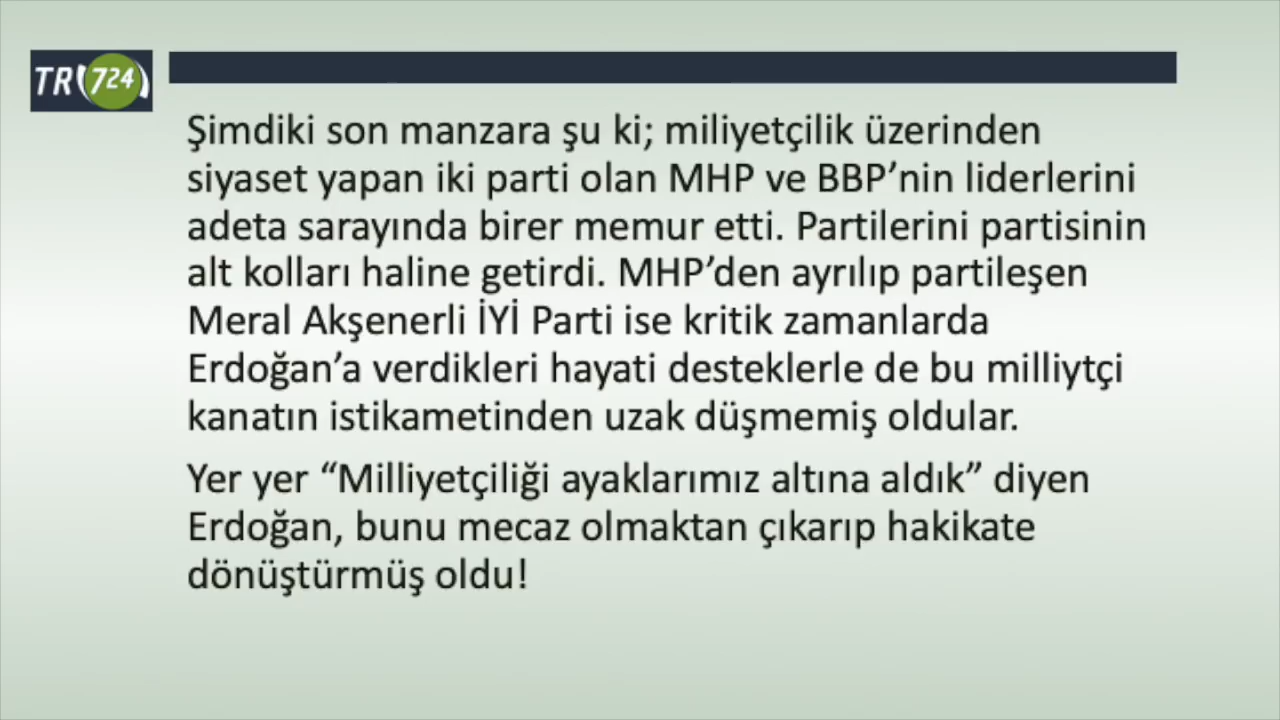 TR 724
Şimdiki son manzara şu ki; miliyetçilik üzerinden
siyaset yapan iki parti olan MHP ve BBP’nin liderlerini
adeta sarayında birer memur etti. Partilerini partisinin
alt kolları haline getirdi. MHP’den ayrılıp partileşen
Meral Akşenerli İYİ Parti ise kritik zamanlarda
Erdoğan’a verdikleri hayati desteklerle de bu milliytçi
kanatın istikametinden uzak düşmemiş oldular.
Yer yer “Milliyetçiliği ayaklarımız altına aldık” diyen
Erdoğan, bunu mecaz olmaktan çıkarıp hakikate
dönüştürmüş oldu!